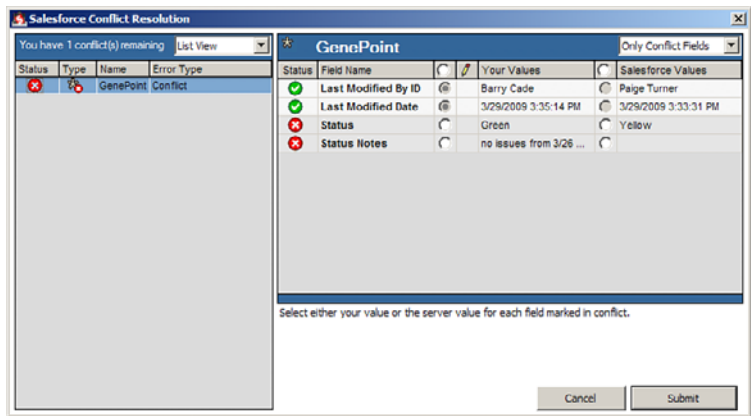 Salesforce Conflict Resolution
You have 1 conflict(s) remaining List View
Status Type Name Error Type
GenePoint Conflict
GenePoint Only Conflict Fields
Status Field Name Your Values Salesforce Values
Last Modified By ID Barry Cade Paige Turner
Last Modified Date 3/29/2009 3:35:14 PM 3/29/2009 3:33:31 PM
Status Green Yellow
Status Notes no issues from 3/26 ...
Select either your value or the server value for each field marked in conflict.
Cancel Submit